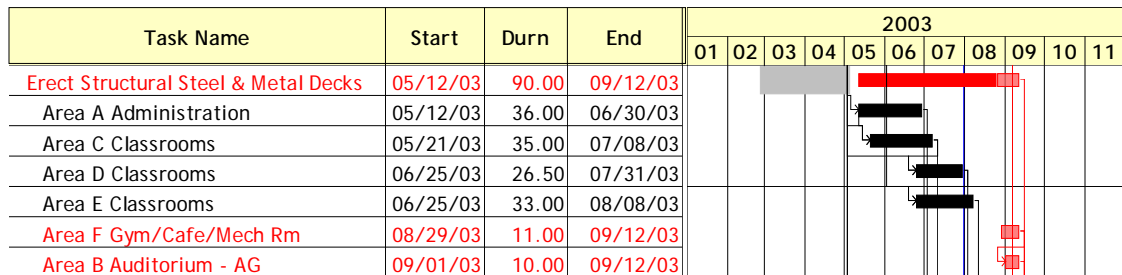 2003
Task Name Start Durn End
01 02 03 04 05 06 07 08 09 10 11
Erect Structural Steel & Metal Decks 05/12/03 90.00 09/12/03
Area A Administration 05/12/03 36.00 06/30/03
Area C Classrooms 05/21/03 35.00 07/08/03
Area D Classrooms 06/25/03 26.50 07/31/03
Area E Classrooms 06/25/03 33.00 08/08/03
Area F Gym/Cafe/Mech Rm 08/29/03 11.00 09/12/03
Area B Auditorium - AG 09/01/03 10.00 09/12/03